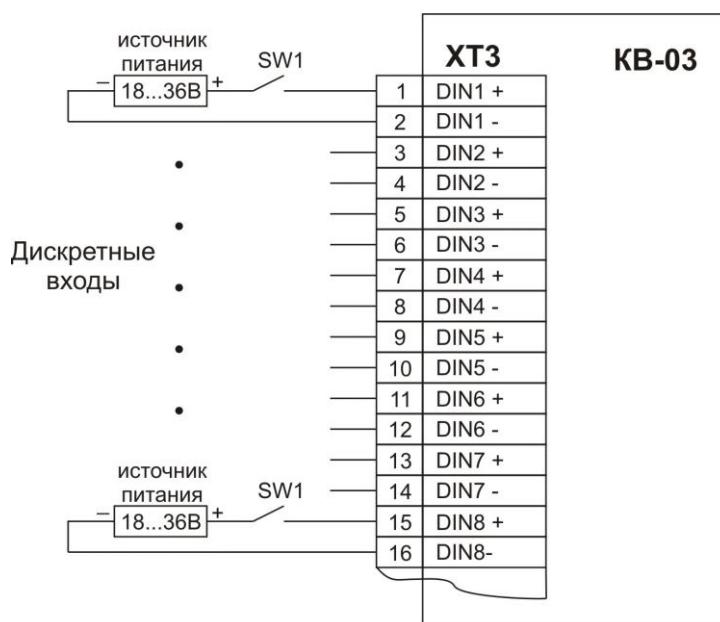 источник
питания
– 18...36В +
SW1
ХТ3
КВ-03
1 DIN1 +
2 DIN1 -
3 DIN2 +
4 DIN2 -
5 DIN3 +
6 DIN3 -
7 DIN4 +
8 DIN4 -
9 DIN5 +
10 DIN5 -
11 DIN6 +
12 DIN6 -
13 DIN7 +
14 DIN7 -
15 DIN8 +
16 DIN8-
Дискретные
входы
источник
питания
– 18...36В +
SW1